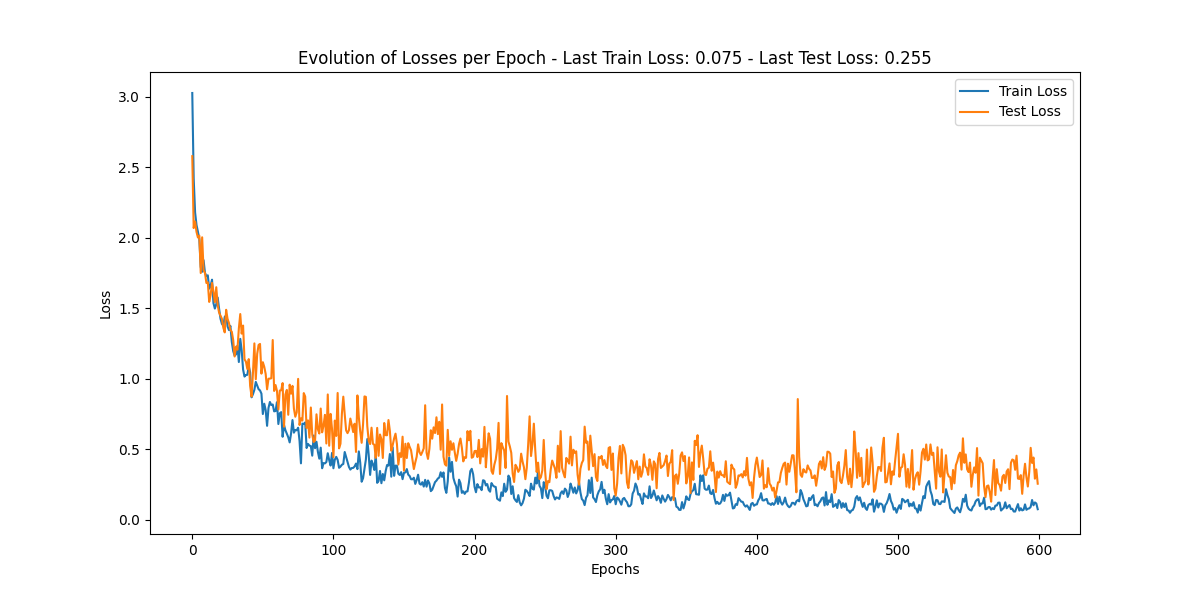 Evolution of Losses per Epoch - Last Train Loss: 0.075 - Last Test Loss: 0.255
Train Loss
Test Loss
3.0
2.5
2.0
1.5
1.0
0.5
0.0
Loss
0 100 200 300 400 500 600
Epochs